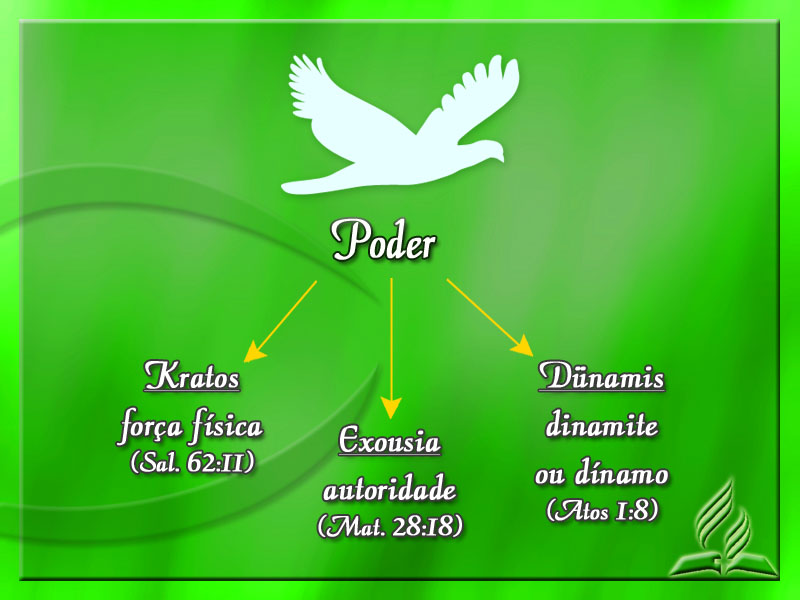 Poder
Kratos
força física
(Sal. 62:11)
Exousia
autoridade
(Mat. 28:18)
Dünamis
dinamite
ou dínamo
(Atos 1:8)